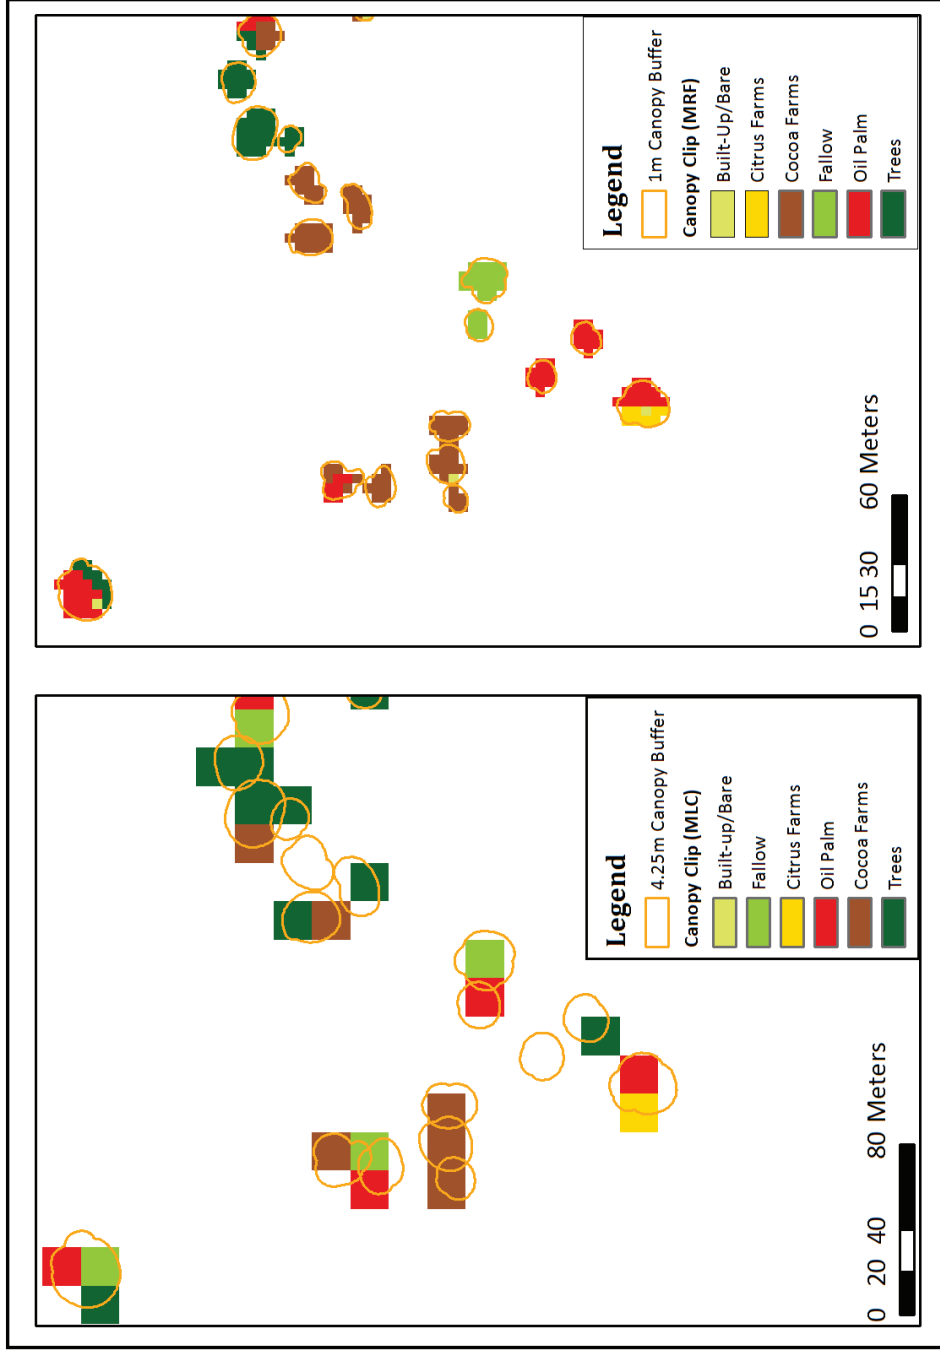 Legend
4.25m Canopy Buffer
Canopy Clip (MLC)
Built-up/Bare
Fallow
Citrus Farms
Oil Palm
Cocoa Farms
Trees
0 20 40 80 Meters
Legend
1m Canopy Buffer
Canopy Clip (MRF)
Built-Up/Bare
Citrus Farms
Cocoa Farms
Fallow
Oil Palm
Trees
0 15 30 60 Meters